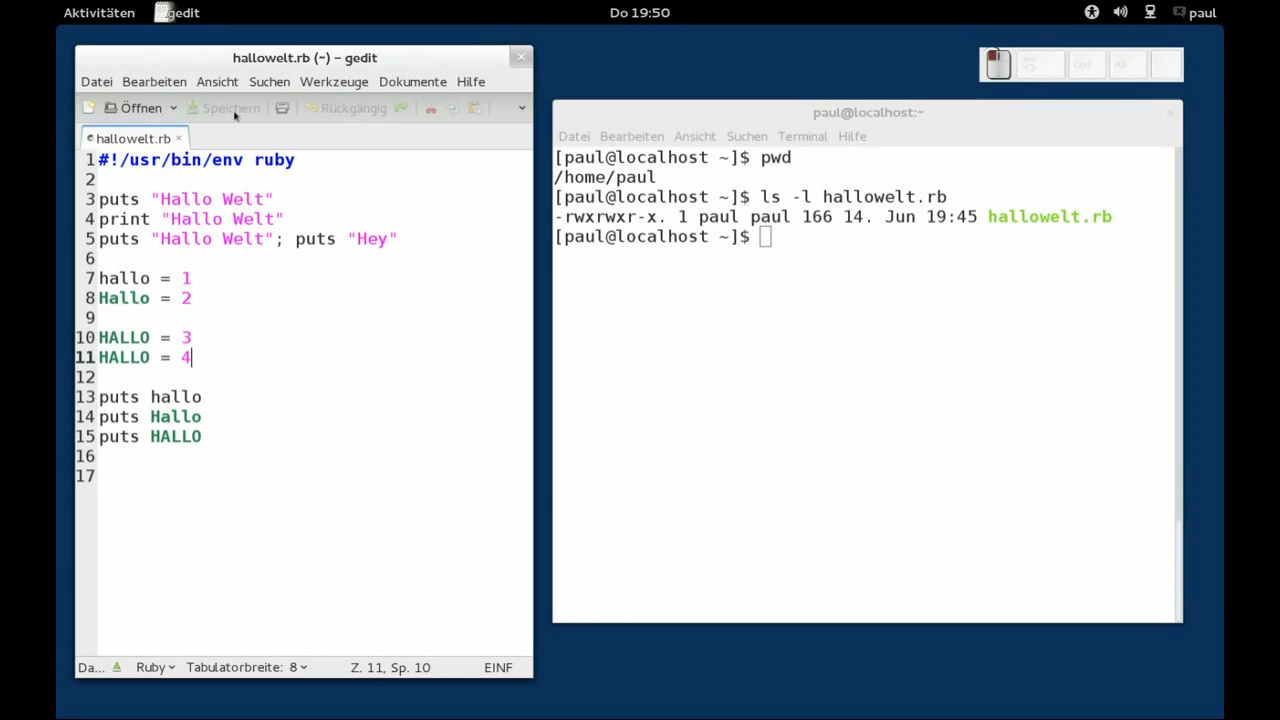 Aktivitäten gedit Do 19:50 paul
hallowelt.rb (~) – gedit
Datei Bearbeiten Ansicht Suchen Werkzeuge Dokumente Hilfe
Öffnen Speichern Rückgängig
hallowelt.rb
1 #!/usr/bin/env ruby
2
3 puts "Hallo Welt"
4 print "Hallo Welt"
5 puts "Hallo Welt"; puts "Hey"
6
7 hallo = 1
8 Hallo = 2
9
10 HALLO = 3
11 HALLO = 4
12
13 puts hallo
14 puts Hallo
15 puts HALLO
16
17
Da... Ruby Tabulatorbreite: 8 Z. 11, Sp. 10 EINF
paul@localhost:~
Datei Bearbeiten Ansicht Suchen Terminal Hilfe
[paul@localhost ~]$ pwd
/home/paul
[paul@localhost ~]$ ls -l hallowelt.rb
-rwxrwxr-x. 1 paul paul 166 14. Jun 19:45 hallowelt.rb
[paul@localhost ~]$